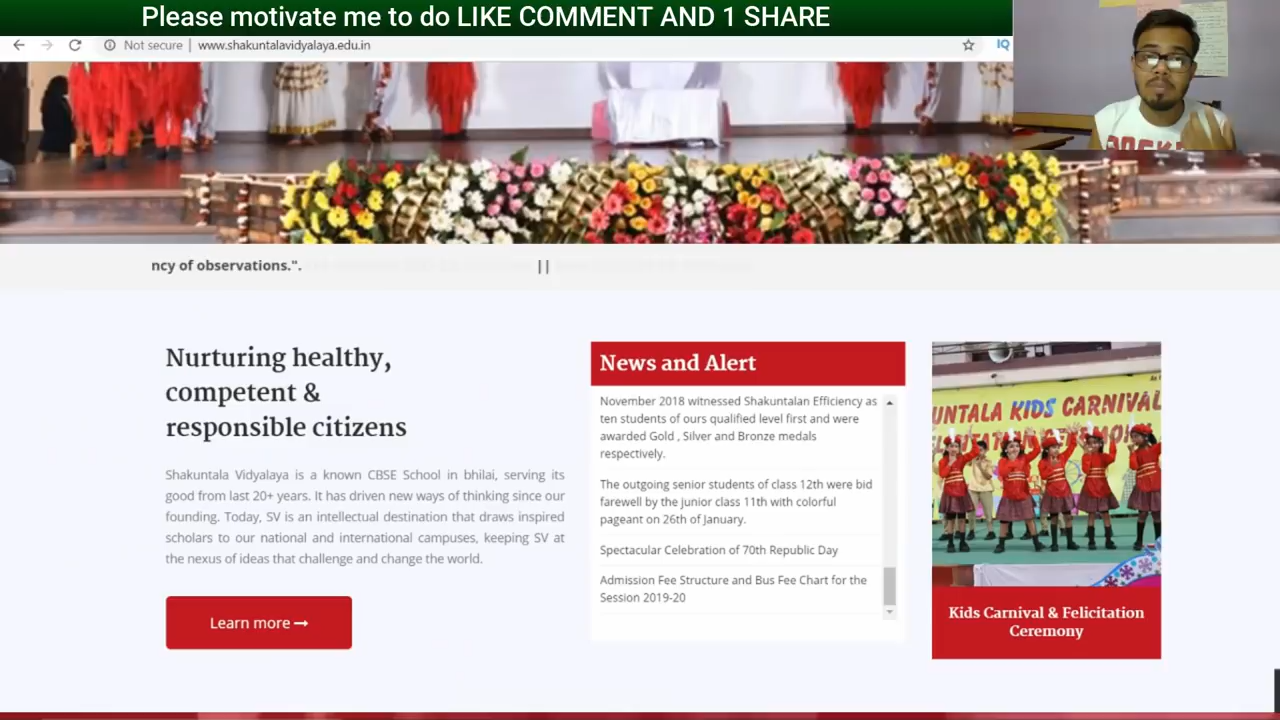 Please motivate me to do LIKE COMMENT AND 1 SHARE
Not secure
www.shakuntalavidyalaya.edu.in
IQ
ncy of observations.".
||
Nurturing healthy,
competent &
responsible citizens
Shakuntala Vidyalaya is a known CBSE School in bhilai, serving its
good from last 20+ years. It has driven new ways of thinking since our
founding. Today, SV is an intellectual destination that draws inspired
scholars to our national and international campuses, keeping SV at
the nexus of ideas that challenge and change the world.
Learn more
News and Alert
November 2018 witnessed Shakuntalan Efficiency as
ten students of ours qualified level first and were
awarded Gold , Silver and Bronze medals
respectively.
The outgoing senior students of class 12th were bid
farewell by the junior class 11th with colorful
pageant on 26th of January.
Spectacular Celebration of 70th Republic Day
Admission Fee Structure and Bus Fee Chart for the
Session 2019-20
UNTALA KIDS CARNIVAL
Kids Carnival & Felicitation
Ceremony